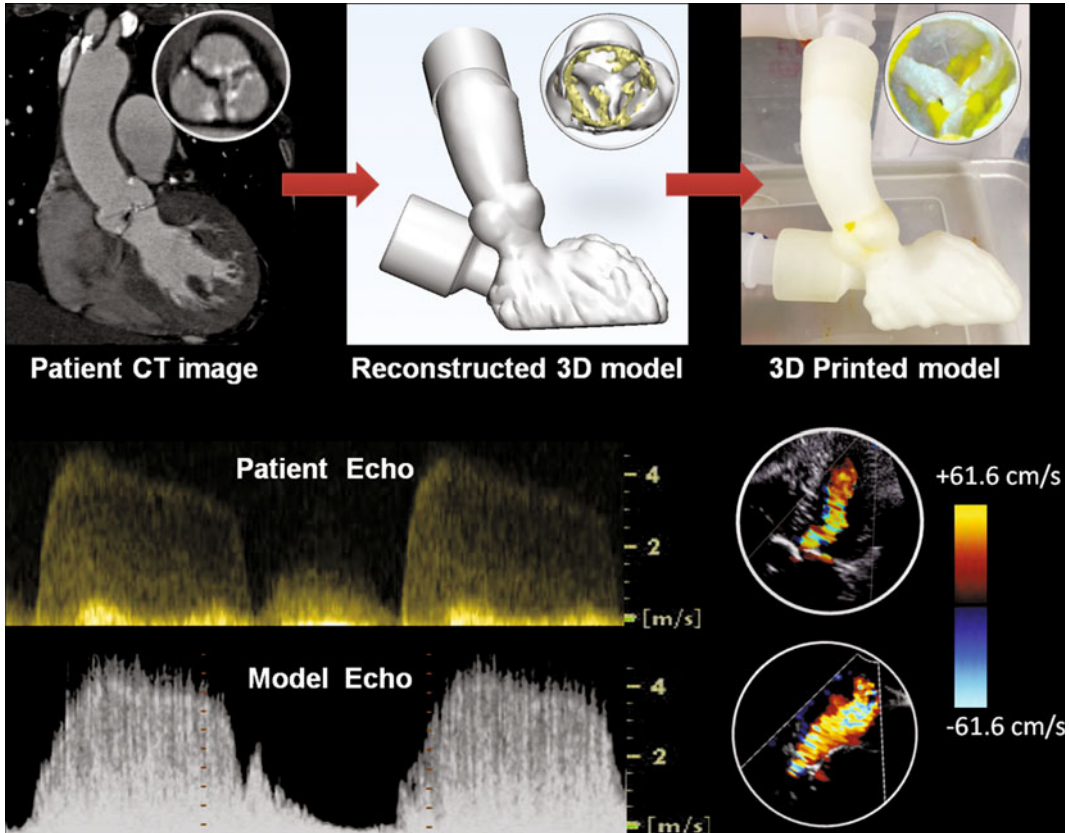 Patient CT image
Reconstructed 3D model
3D Printed model
Patient Echo
4
2
[m/s]
+61.6 cm/s
-61.6 cm/s
Model Echo
4
2
[m/s]